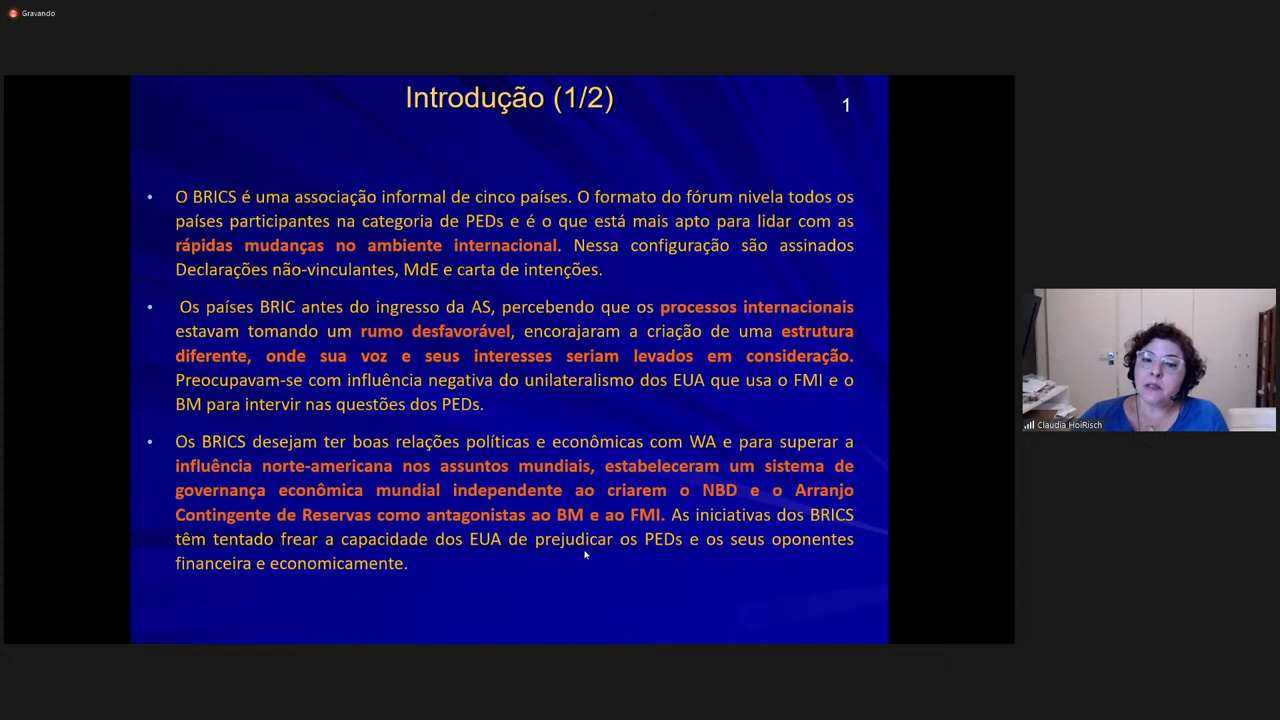 Gravando
Introdução (1/2)
1
• O BRICS é uma associação informal de cinco países. O formato do fórum nivela todos os
países participantes na categoria de PEDs e é o que está mais apto para lidar com as
rápidas mudanças no ambiente internacional. Nessa configuração são assinados
Declarações não-vinculantes, MdE e carta de intenções.
• Os países BRIC antes do ingresso da AS, percebendo que os processos internacionais
estavam tomando um rumo desfavorável, encorajaram a criação de uma estrutura
diferente, onde sua voz e seus interesses seriam levados em consideração.
Preocupavam-se com influência negativa do unilateralismo dos EUA que usa o FMI e o
BM para intervir nas questões dos PEDs.
• Os BRICS desejam ter boas relações políticas e econômicas com WA e para superar a
influência norte-americana nos assuntos mundiais, estabeleceram um sistema de
governança econômica mundial independente ao criarem o NBD e o Arranjo
Contingente de Reservas como antagonistas ao BM e ao FMI. As iniciativas dos BRICS
têm tentado frear a capacidade dos EUA de prejudicar os PEDs e os seus oponentes
financeira e economicamente.
Claudia HoiRisch